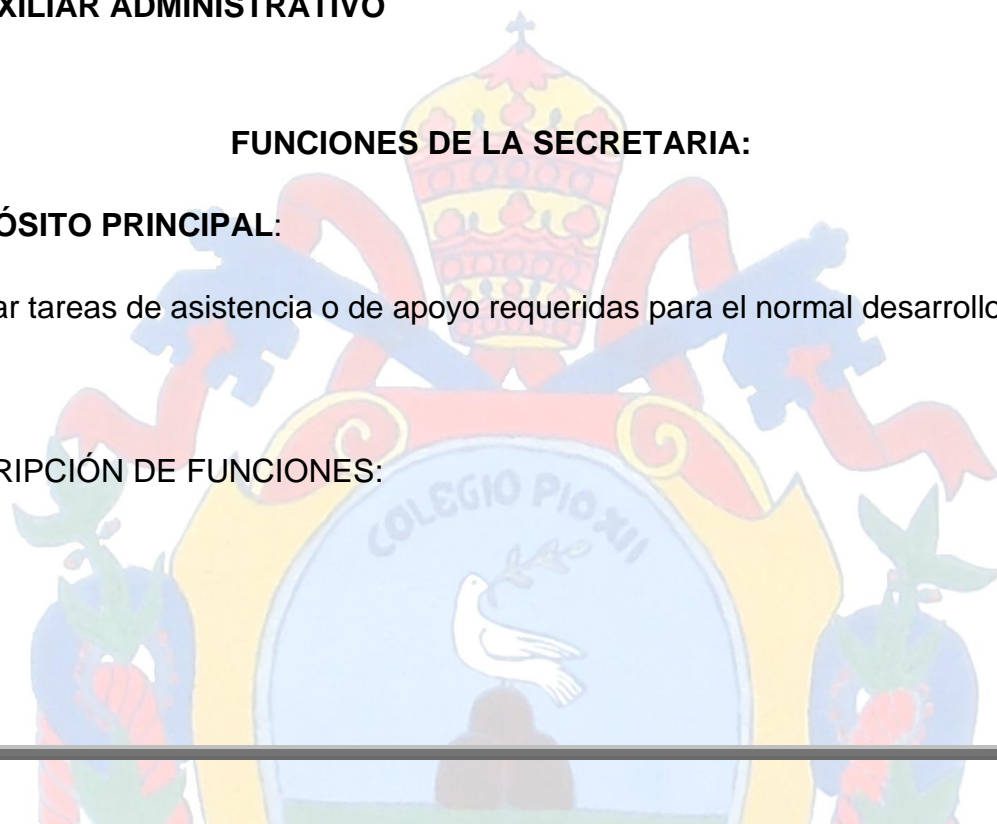 XILIAR ADMINISTRATIVO
FUNCIONES DE LA SECRETARIA:
ÓSITO PRINCIPAL:
ar tareas de asistencia o de apoyo requeridas para el normal desarrollo
RIPCIÓN DE FUNCIONES:
COLEGIO PIO XII